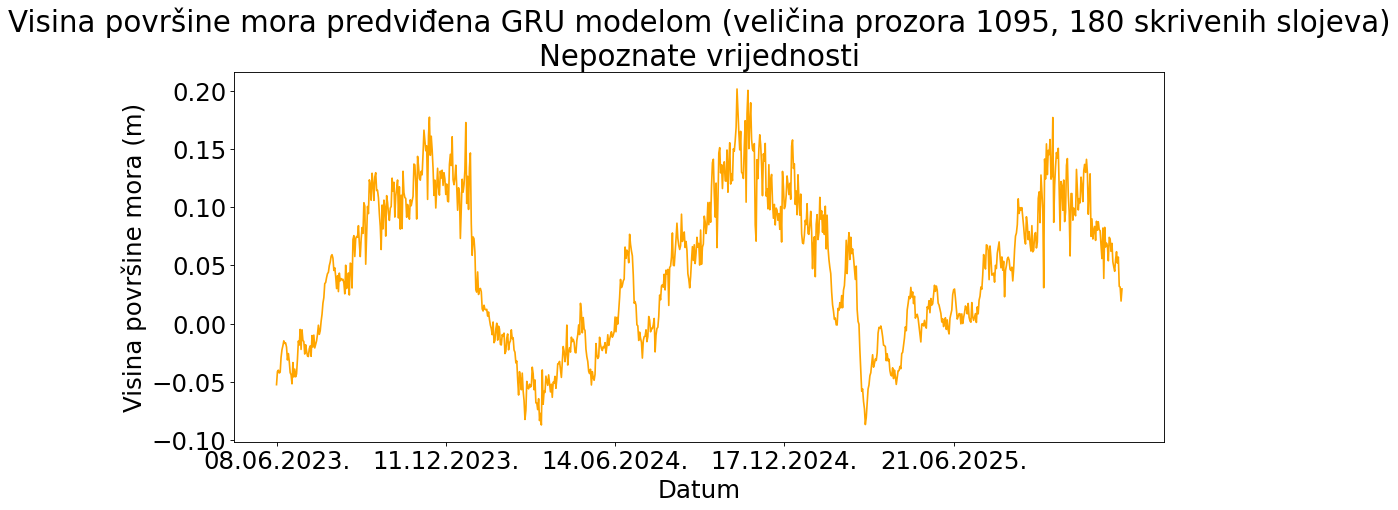 Visina površine mora predviđena GRU modelom (veličina prozora 1095, 180 skrivenih slojeva)
Nepoznate vrijednosti
Visina površine mora (m)
0.20
0.15
0.10
0.05
0.00
−0.05
−0.10
08.06.2023. 11.12.2023. 14.06.2024. 17.12.2024. 21.06.2025.
Datum